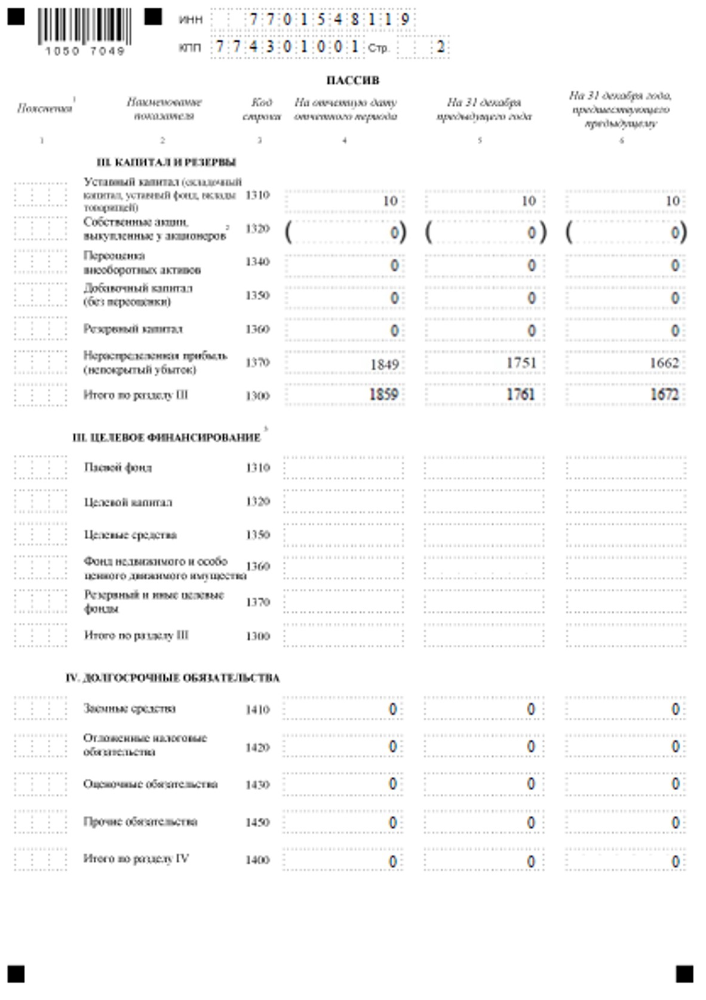 ИНН 7701548119
1050 7049
КПП 774301001 Стр. 2
ПАССИВ
Пояснения 1
Наименование показателя
Код строки
На отчетную дату отчетного периода
На 31 декабря предыдущего года
На 31 декабря года, предшествующего предыдущему
1 2 3 4 5 6
III. КАПИТАЛ И РЕЗЕРВЫ
Уставный капитал (складочный
капитал, уставный фонд, вклады 1310 10 10 10
товарищей)
Собственные акции,
выкупленные у акционеров 2 1320 (0) (0) (0)
Переоценка
внеоборотных активов 1340 0 0 0
Добавочный капитал
(без переоценки) 1350 0 0 0
Резервный капитал 1360 0 0 0
Нераспределенная прибыль
(непокрытый убыток) 1370 1849 1751 1662
Итого по разделу III 1300 1859 1761 1672
III. ЦЕЛЕВОЕ ФИНАНСИРОВАНИЕ 3
Паевой фонд 1310
Целевой капитал 1320
Целевые средства 1350
Фонд недвижимого и особо
ценного движимого имущества 1360
Резервный и иные целевые
фонды 1370
Итого по разделу III 1300
IV. ДОЛГОСРОЧНЫЕ ОБЯЗАТЕЛЬСТВА
Заемные средства 1410 0 0 0
Отложенные налоговые
обязательства 1420 0 0 0
Оценочные обязательства 1430 0 0 0
Прочие обязательства 1450 0 0 0
Итого по разделу IV 1400 0 0 0